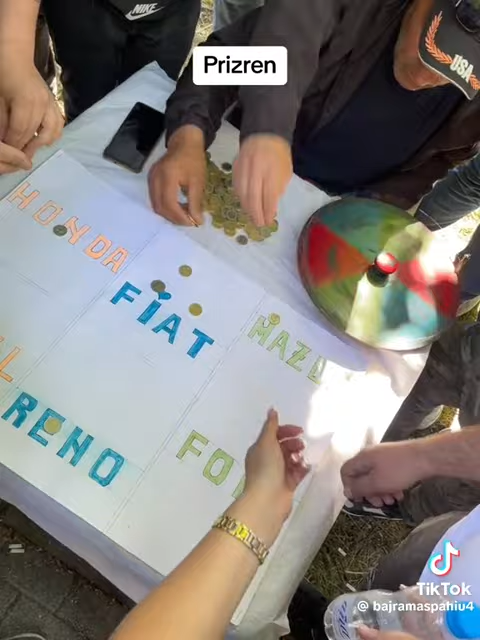 Prizren
NIKE
USA
HONDA
FIAT
MAZD
L
RENO
FO
TikTok
@bajramaspahiu4